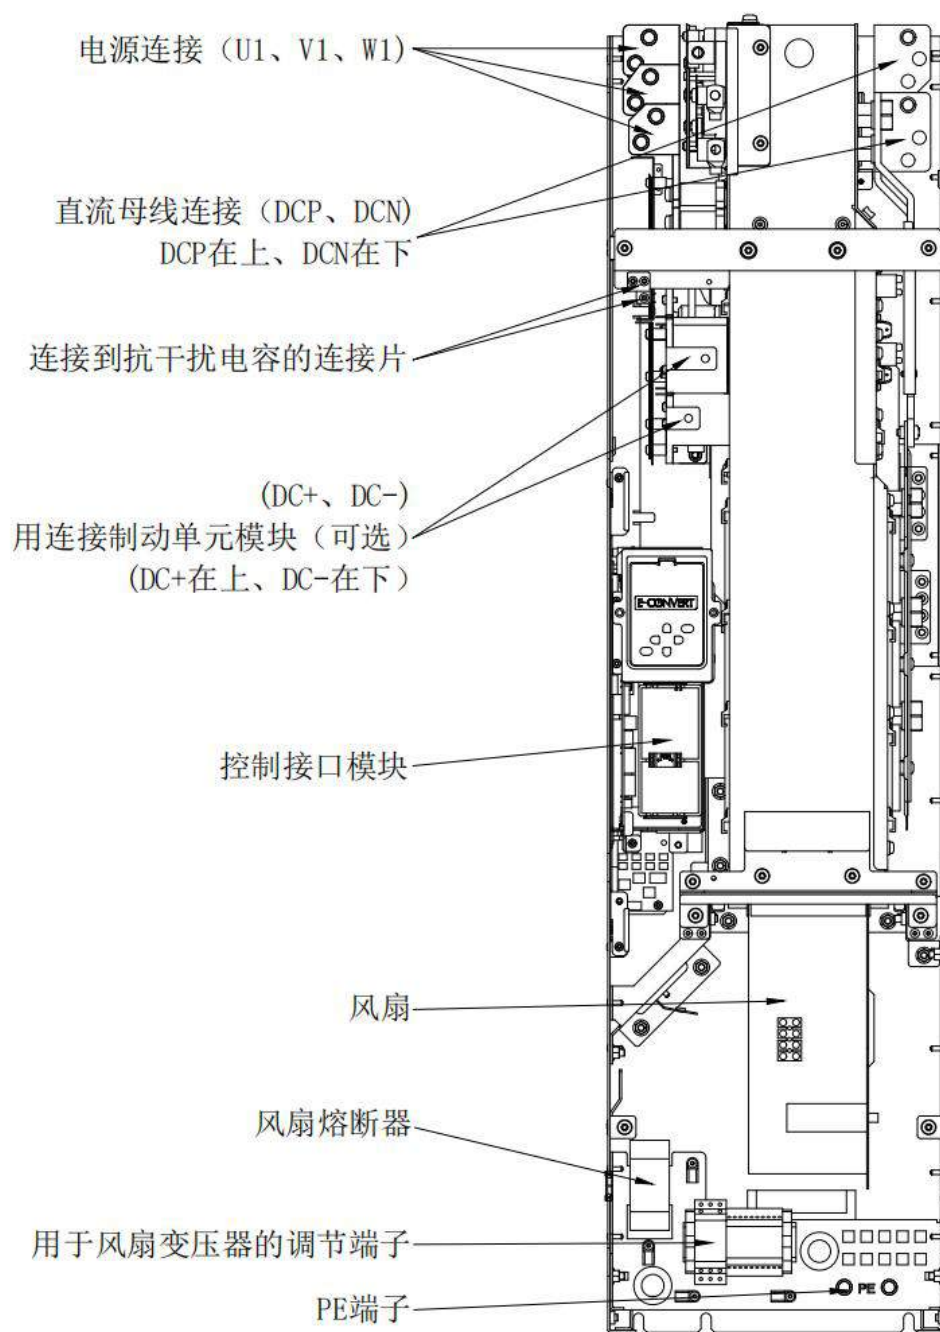 电源连接（U1、V1、W1)
直流母线连接（DCP、DCN)
DCP在上、DCN在下
连接到抗干扰电容的连接片
(DC+、DC-)
用连接制动单元模块（可选）
(DC+在上、DC-在下）
E-CONVERT
控制接口模块
风扇
风扇熔断器
用于风扇变压器的调节端子
PE
PE端子